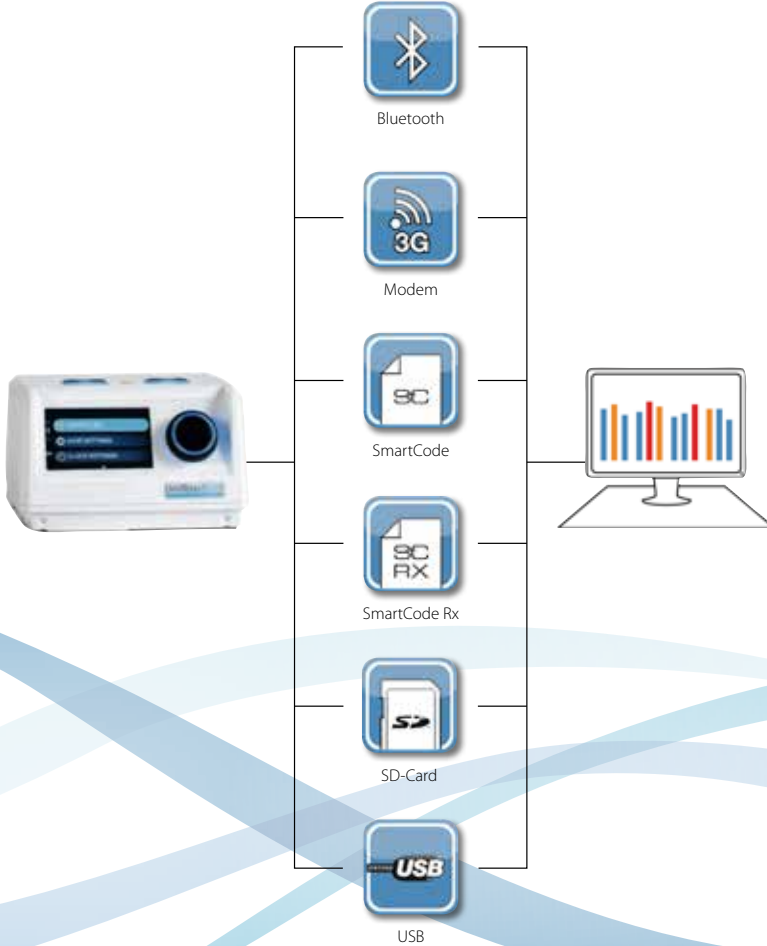 Bluetooth
3G
Modem
SC
SmartCode
SC
RX
SmartCode Rx
SD
SD-Card
USB
USB